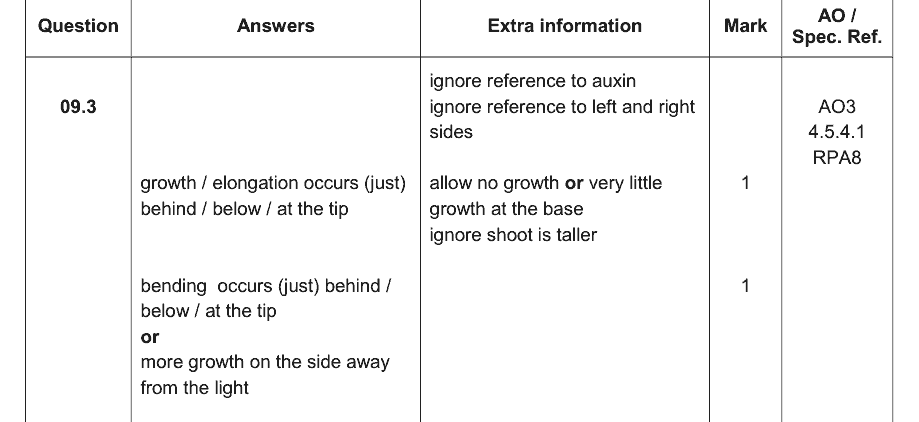 Question Answers Extra information Mark AO /
Spec. Ref.
ignore reference to auxin
09.3 ignore reference to left and right AO3
sides 4.5.4.1
RPA8
growth / elongation occurs (just) allow no growth or very little 1
behind / below / at the tip growth at the base
ignore shoot is taller
bending occurs (just) behind / 1
below / at the tip
or
more growth on the side away
from the light